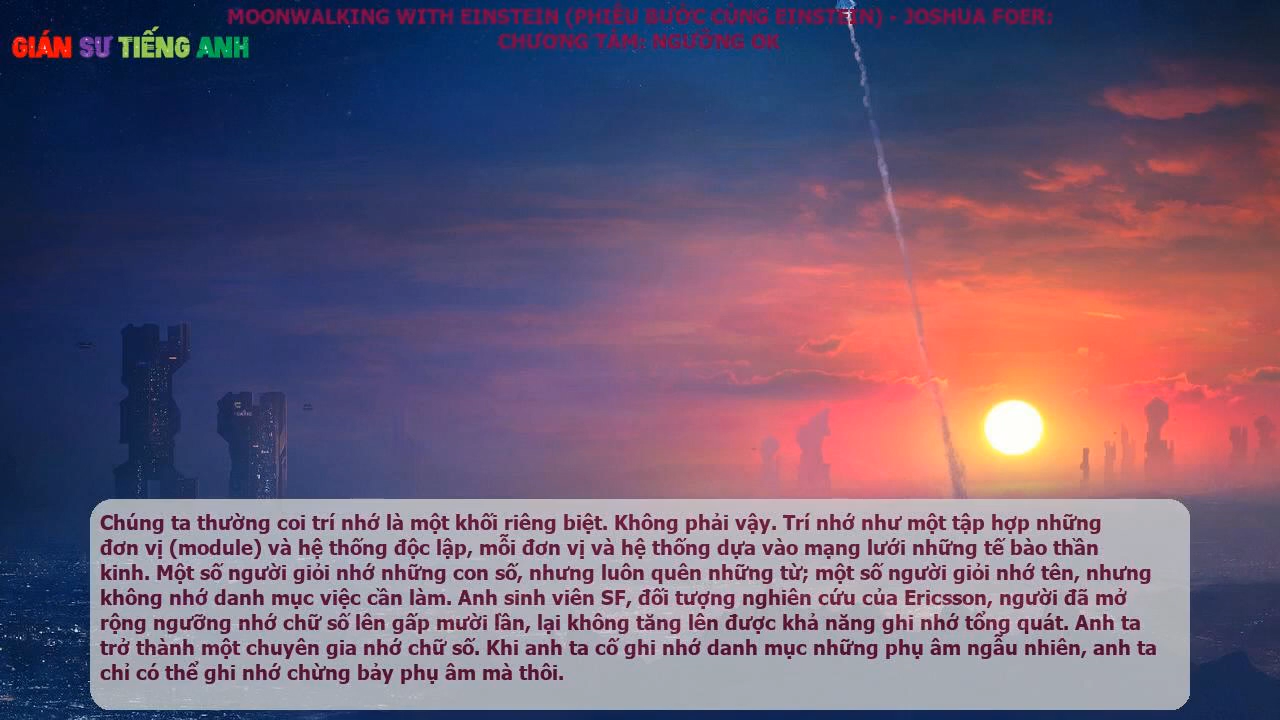 MOONWALKING WITH EINSTEIN (PHIÊU BƯỚC CÙNG EINSTEIN) - JOSHUA FOER:
CHƯƠNG TÁM: NGƯỠNG OK
GIÁN SƯ TIẾNG ANH
Chúng ta thường coi trí nhớ là một khối riêng biệt. Không phải vậy. Trí nhớ như một tập hợp những
đơn vị (module) và hệ thống độc lập, mỗi đơn vị và hệ thống dựa vào mạng lưới những tế bào thần
kinh. Một số người giỏi nhớ những con số, nhưng luôn quên những từ; một số người giỏi nhớ tên, nhưng
không nhớ danh mục việc cần làm. Anh sinh viên SF, đối tượng nghiên cứu của Ericsson, người đã mở
rộng ngưỡng nhớ chữ số lên gấp mười lần, lại không tăng lên được khả năng ghi nhớ tổng quát. Anh ta
trở thành một chuyên gia nhớ chữ số. Khi anh ta cố ghi nhớ danh mục những phụ âm ngẫu nhiên, anh ta
chỉ có thể ghi nhớ chừng bảy phụ âm mà thôi.